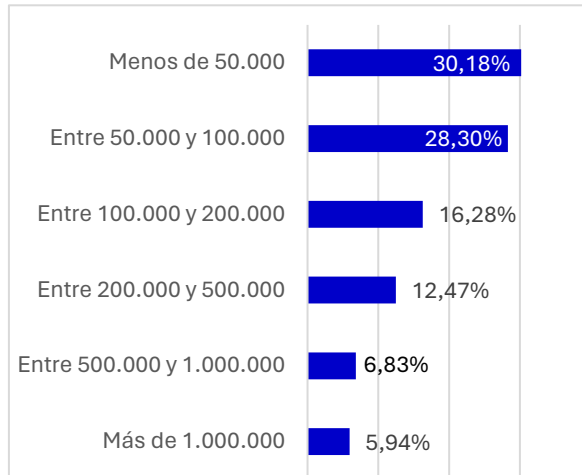 Menos de 50.000 30,18%
Entre 50.000 y 100.000 28,30%
Entre 100.000 y 200.000 16,28%
Entre 200.000 y 500.000 12,47%
Entre 500.000 y 1.000.000 6,83%
Más de 1.000.000 5,94%